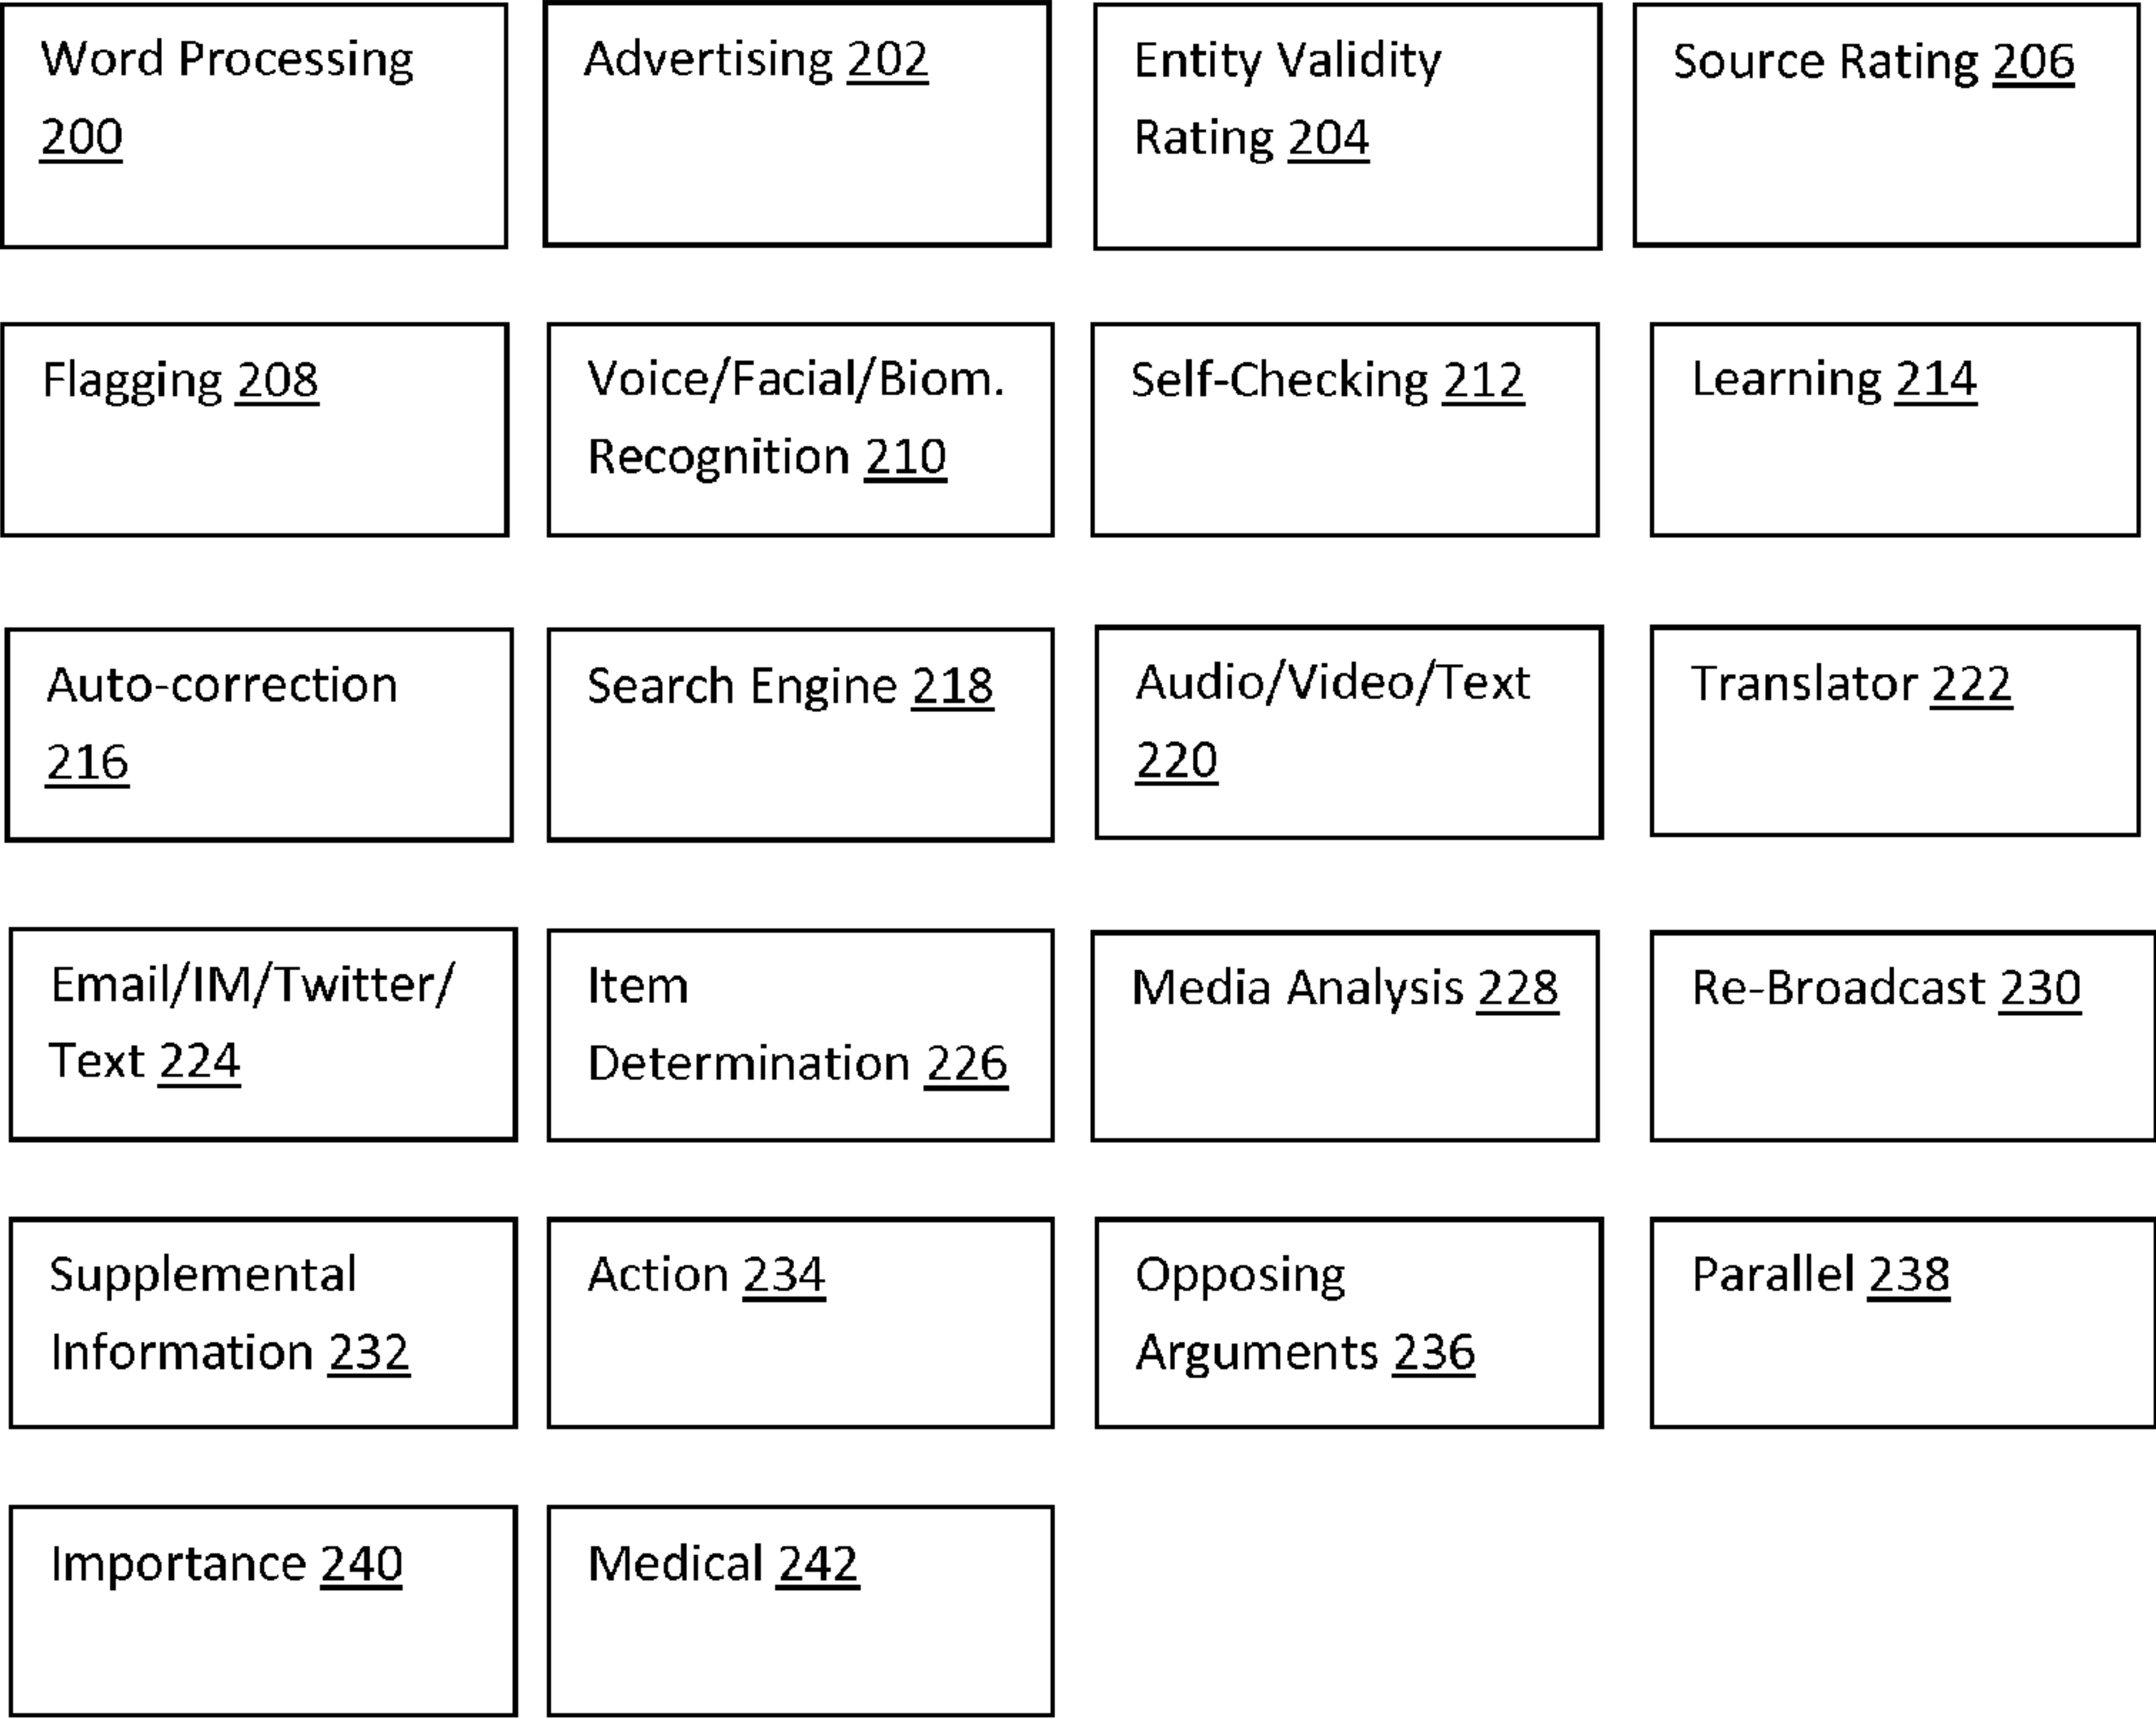 Word Processing
200
Advertising 202
Entity Validity
Rating 204
Source Rating 206
Flagging 208
Voice/Facial/Biom.
Recognition 210
Self-Checking 212
Learning 214
Auto-correction
216
Search Engine 218
Audio/Video/Text
220
Translator 222
Email/IM/Twitter/
Text 224
Item
Determination 226
Media Analysis 228
Re-Broadcast 230
Supplemental
Information 232
Action 234
Opposing
Arguments 236
Parallel 238
Importance 240
Medical 242